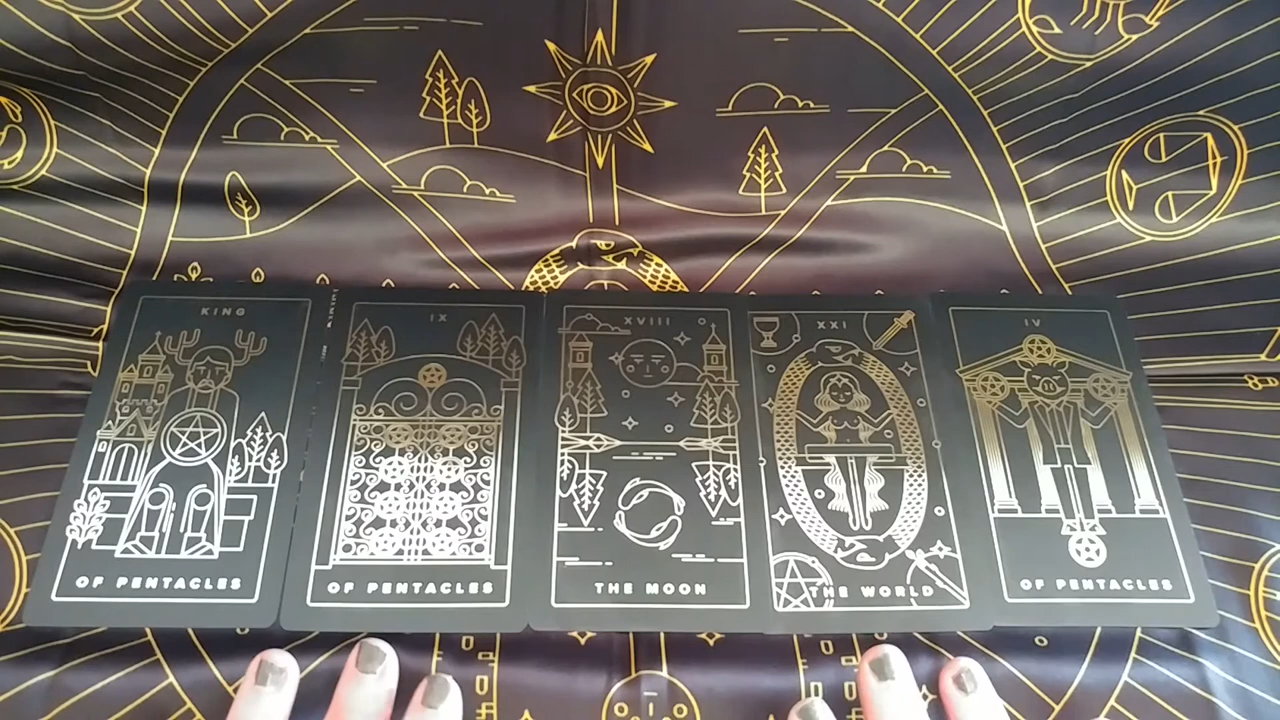 KING
OF PENTACLES
IX
OF PENTACLES
XVIII
THE MOON
XXI
THE WORLD
IV
OF PENTACLES